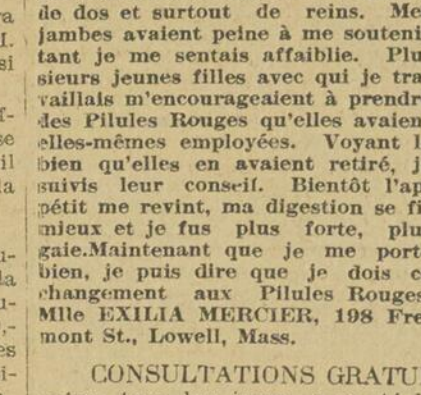 de dos et surtout de reins. Me
jambes avaient peine à me souteni
tant je me sentais affaiblie. Plu
sieurs jeunes filles avec qui je tra
vaillais m'encourageaient à prendr
des Pilules Rouges qu'elles avaien
elles-mêmes employées. Voyant l
bien qu'elles en avaient retiré, j
suivis leur conseil. Bientôt l'ap
pétit me revint, ma digestion se fi
mieux et je fus plus forte, plu
gaie.Maintenant que je me port
bien, je puis dire que je dois c
changement aux Pilules Rouges
Mlle EXILIA MERCIER, 198 Fre
mont St., Lowell, Mass.
CONSULTATIONS GRATU